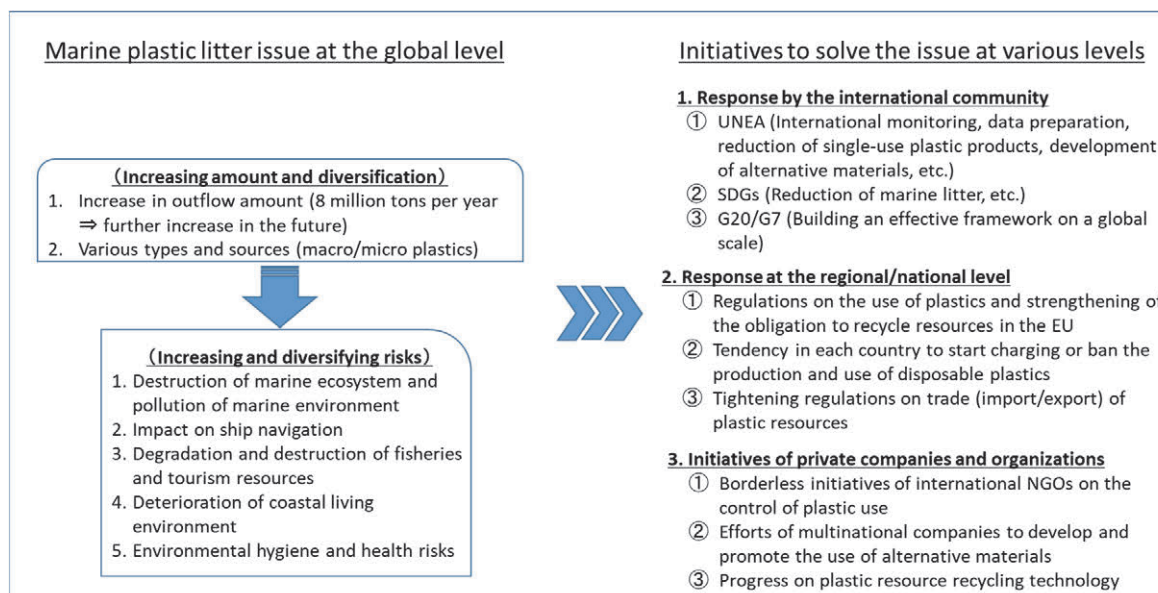 Marine plastic litter issue at the global level
(Increasing amount and diversification)
1. Increase in outflow amount (8 million tons per year
⇒ further increase in the future)
2. Various types and sources (macro/micro plastics)
(Increasing and diversifying risks)
1. Destruction of marine ecosystem and
pollution of marine environment
2. Impact on ship navigation
3. Degradation and destruction of fisheries
and tourism resources
4. Deterioration of coastal living
environment
5. Environmental hygiene and health risks
Initiatives to solve the issue at various levels
1. Response by the international community
① UNEA (International monitoring, data preparation,
reduction of single-use plastic products, development
of alternative materials, etc.)
② SDGs (Reduction of marine litter, etc.)
③ G20/G7 (Building an effective framework on a global
scale)
2. Response at the regional/national level
① Regulations on the use of plastics and strengthening of
the obligation to recycle resources in the EU
② Tendency in each country to start charging or ban the
production and use of disposable plastics
③ Tightening regulations on trade (import/export) of
plastic resources
3. Initiatives of private companies and organizations
① Borderless initiatives of international NGOs on the
control of plastic use
② Efforts of multinational companies to develop and
promote the use of alternative materials
③ Progress on plastic resource recycling technology